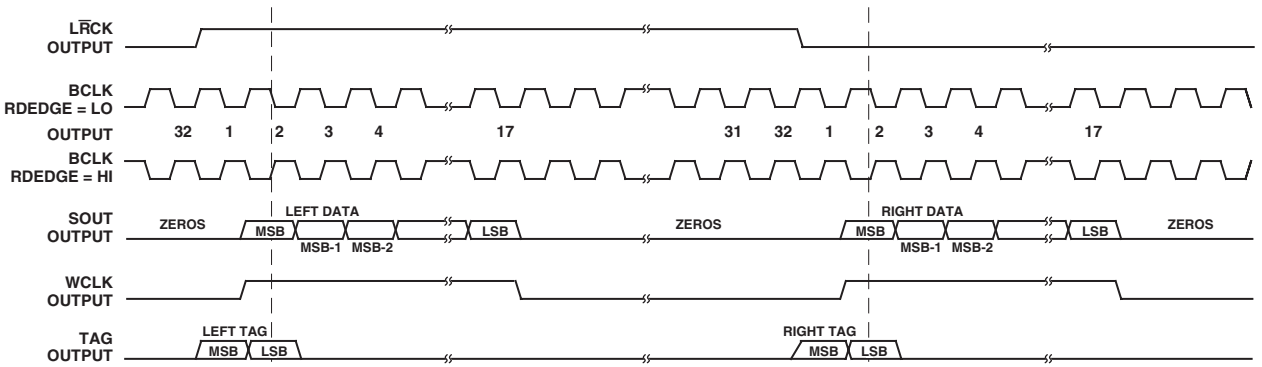 LR̅CK
OUTPUT
BCLK
RDEDGE = LO
OUTPUT 32 1 2 3 4 17 31 32 1 2 3 4 17
BCLK
RDEDGE = HI
SOUT
OUTPUT
ZEROS LEFT DATA ZEROS RIGHT DATA ZEROS
MSB LSB MSB LSB
MSB-1 MSB-2 MSB-1 MSB-2
WCLK
OUTPUT
TAG
OUTPUT
LEFT TAG RIGHT TAG
MSB LSB MSB LSB